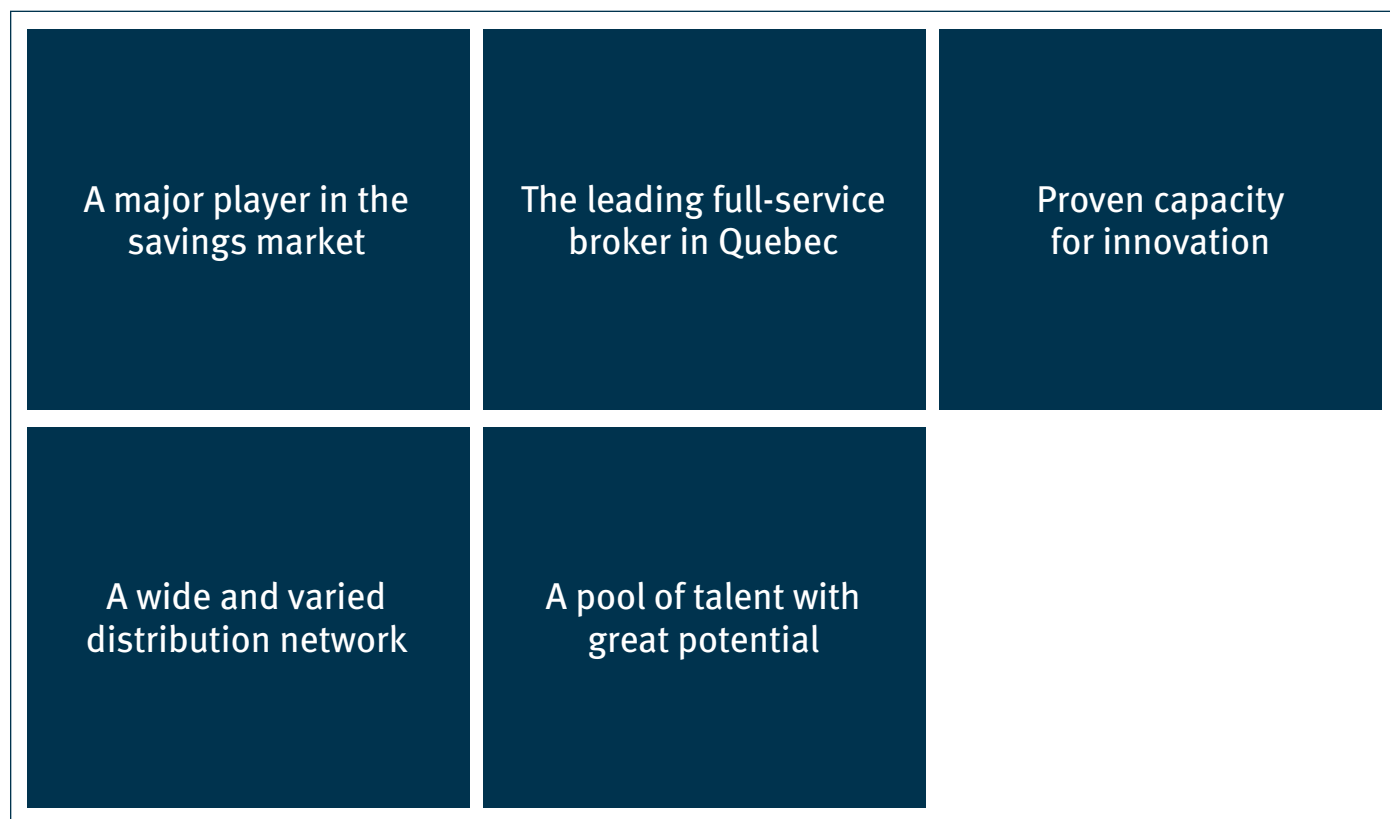 A major player in the
savings market
The leading full-service
broker in Quebec
Proven capacity
for innovation
A wide and varied
distribution network
A pool of talent with
great potential